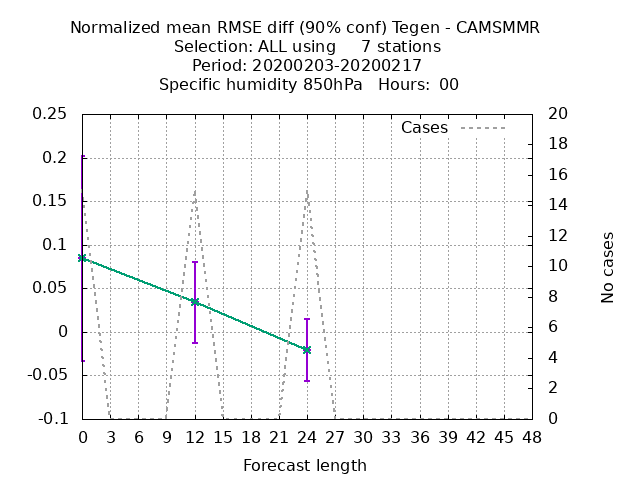 Normalized mean RMSE diff (90% conf) Tegen - CAMSMMR
Selection: ALL using     7 stations
Period: 20200203-20200217
Specific humidity 850hPa   Hours:  00
Cases
0.25
0.2
0.15
0.1
0.05
0
-0.05
-0.1
20
18
16
14
12
10
8
6
4
2
0
No cases
0 3 6 9 12 15 18 21 24 27 30 33 36 39 42 45 48
Forecast length